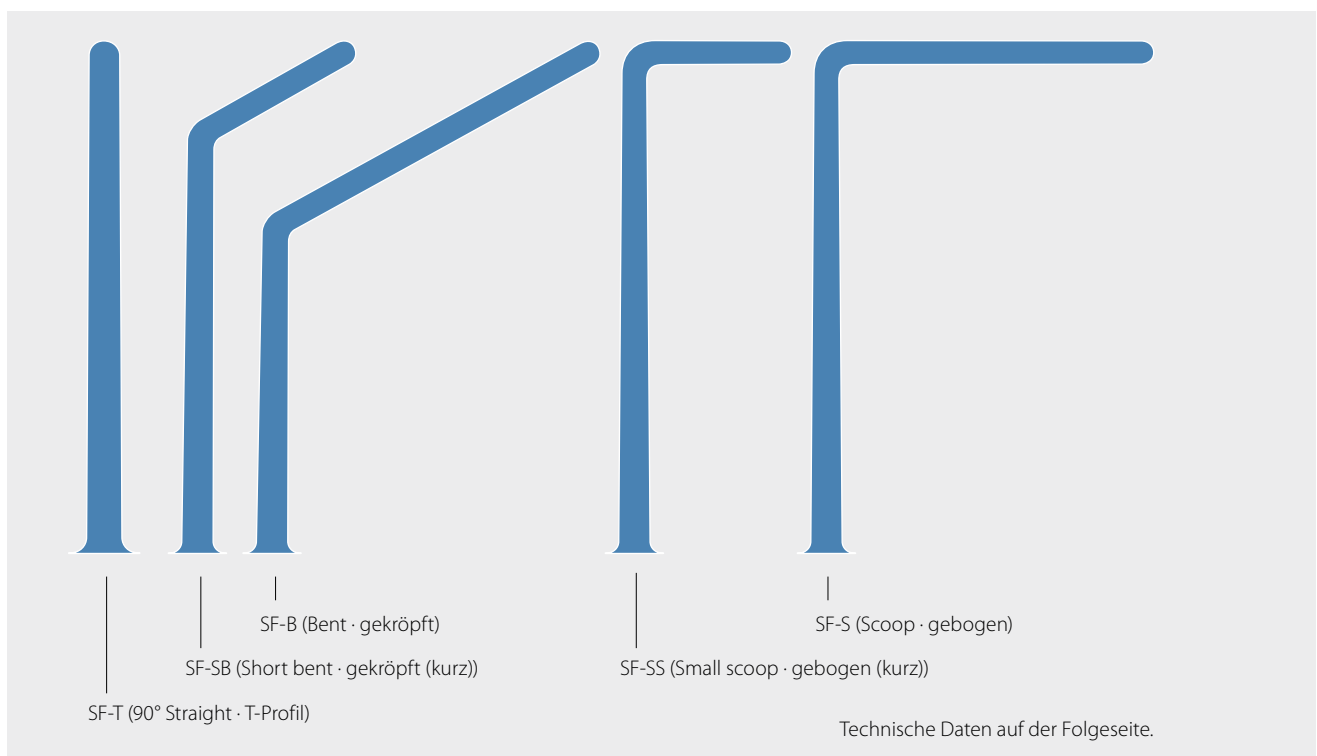 SF-B (Bent · gekröpft)
SF-S (Scoop · gebogen)
SF-SB (Short bent · gekröpft (kurz))
SF-SS (Small scoop · gebogen (kurz))
SF-T (90° Straight · T-Profil)
Technische Daten auf der Folgeseite.